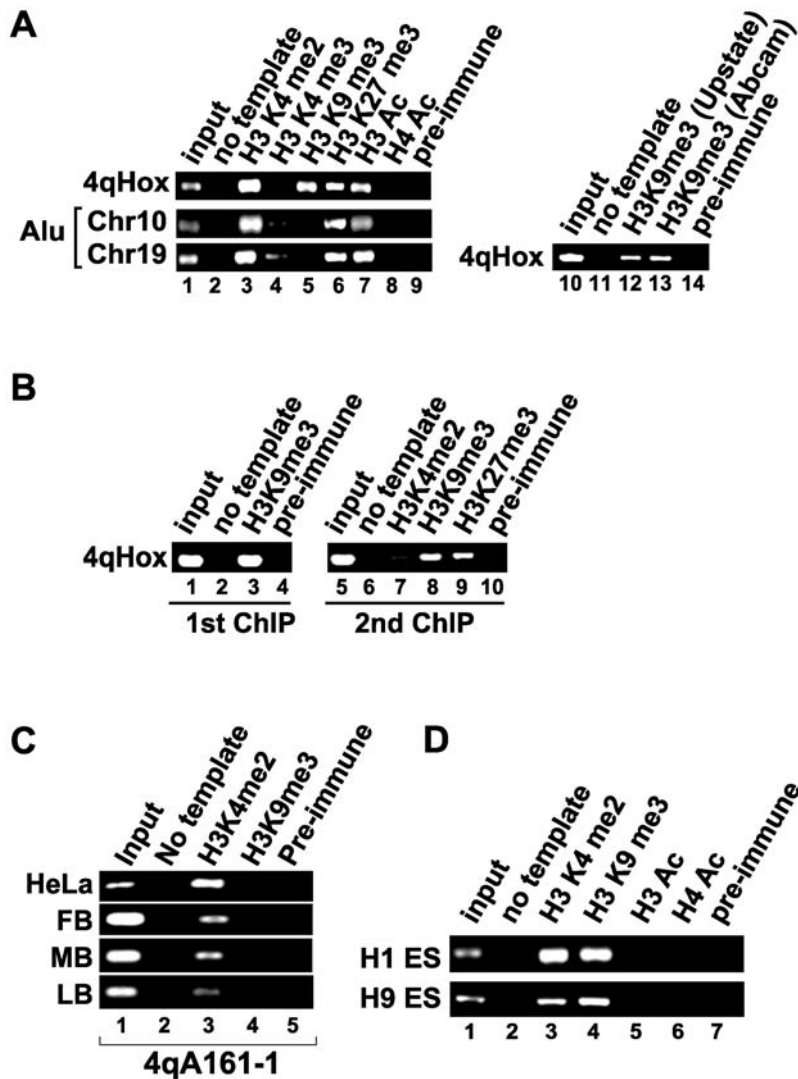 A
input
no template
H3 K4 me2
H3 K4 me3
H3 K9 me3
H3 K27 me3
H3 Ac
H4 Ac
pre-immune
4qHox
Alu
Chr10
Chr19
1 2 3 4 5 6 7 8 9
input
no template
H3K9me3 (Upstate)
H3K9me3 (Abcam)
pre-immune
4qHox
10 11 12 13 14
B
input
no template
H3K9me3
pre-immune
4qHox
1 2 3 4
1st ChIP
input
no template
H3K4me2
H3K9me3
H3K27me3
pre-immune
5 6 7 8 9 10
2nd ChIP
C
Input
No template
H3K4me2
H3K9me3
Pre-immune
HeLa
FB
MB
LB
1 2 3 4 5
4qA161-1
D
input
no template
H3 K4 me2
H3 K9 me3
H3 Ac
H4 Ac
pre-immune
H1 ES
H9 ES
1 2 3 4 5 6 7